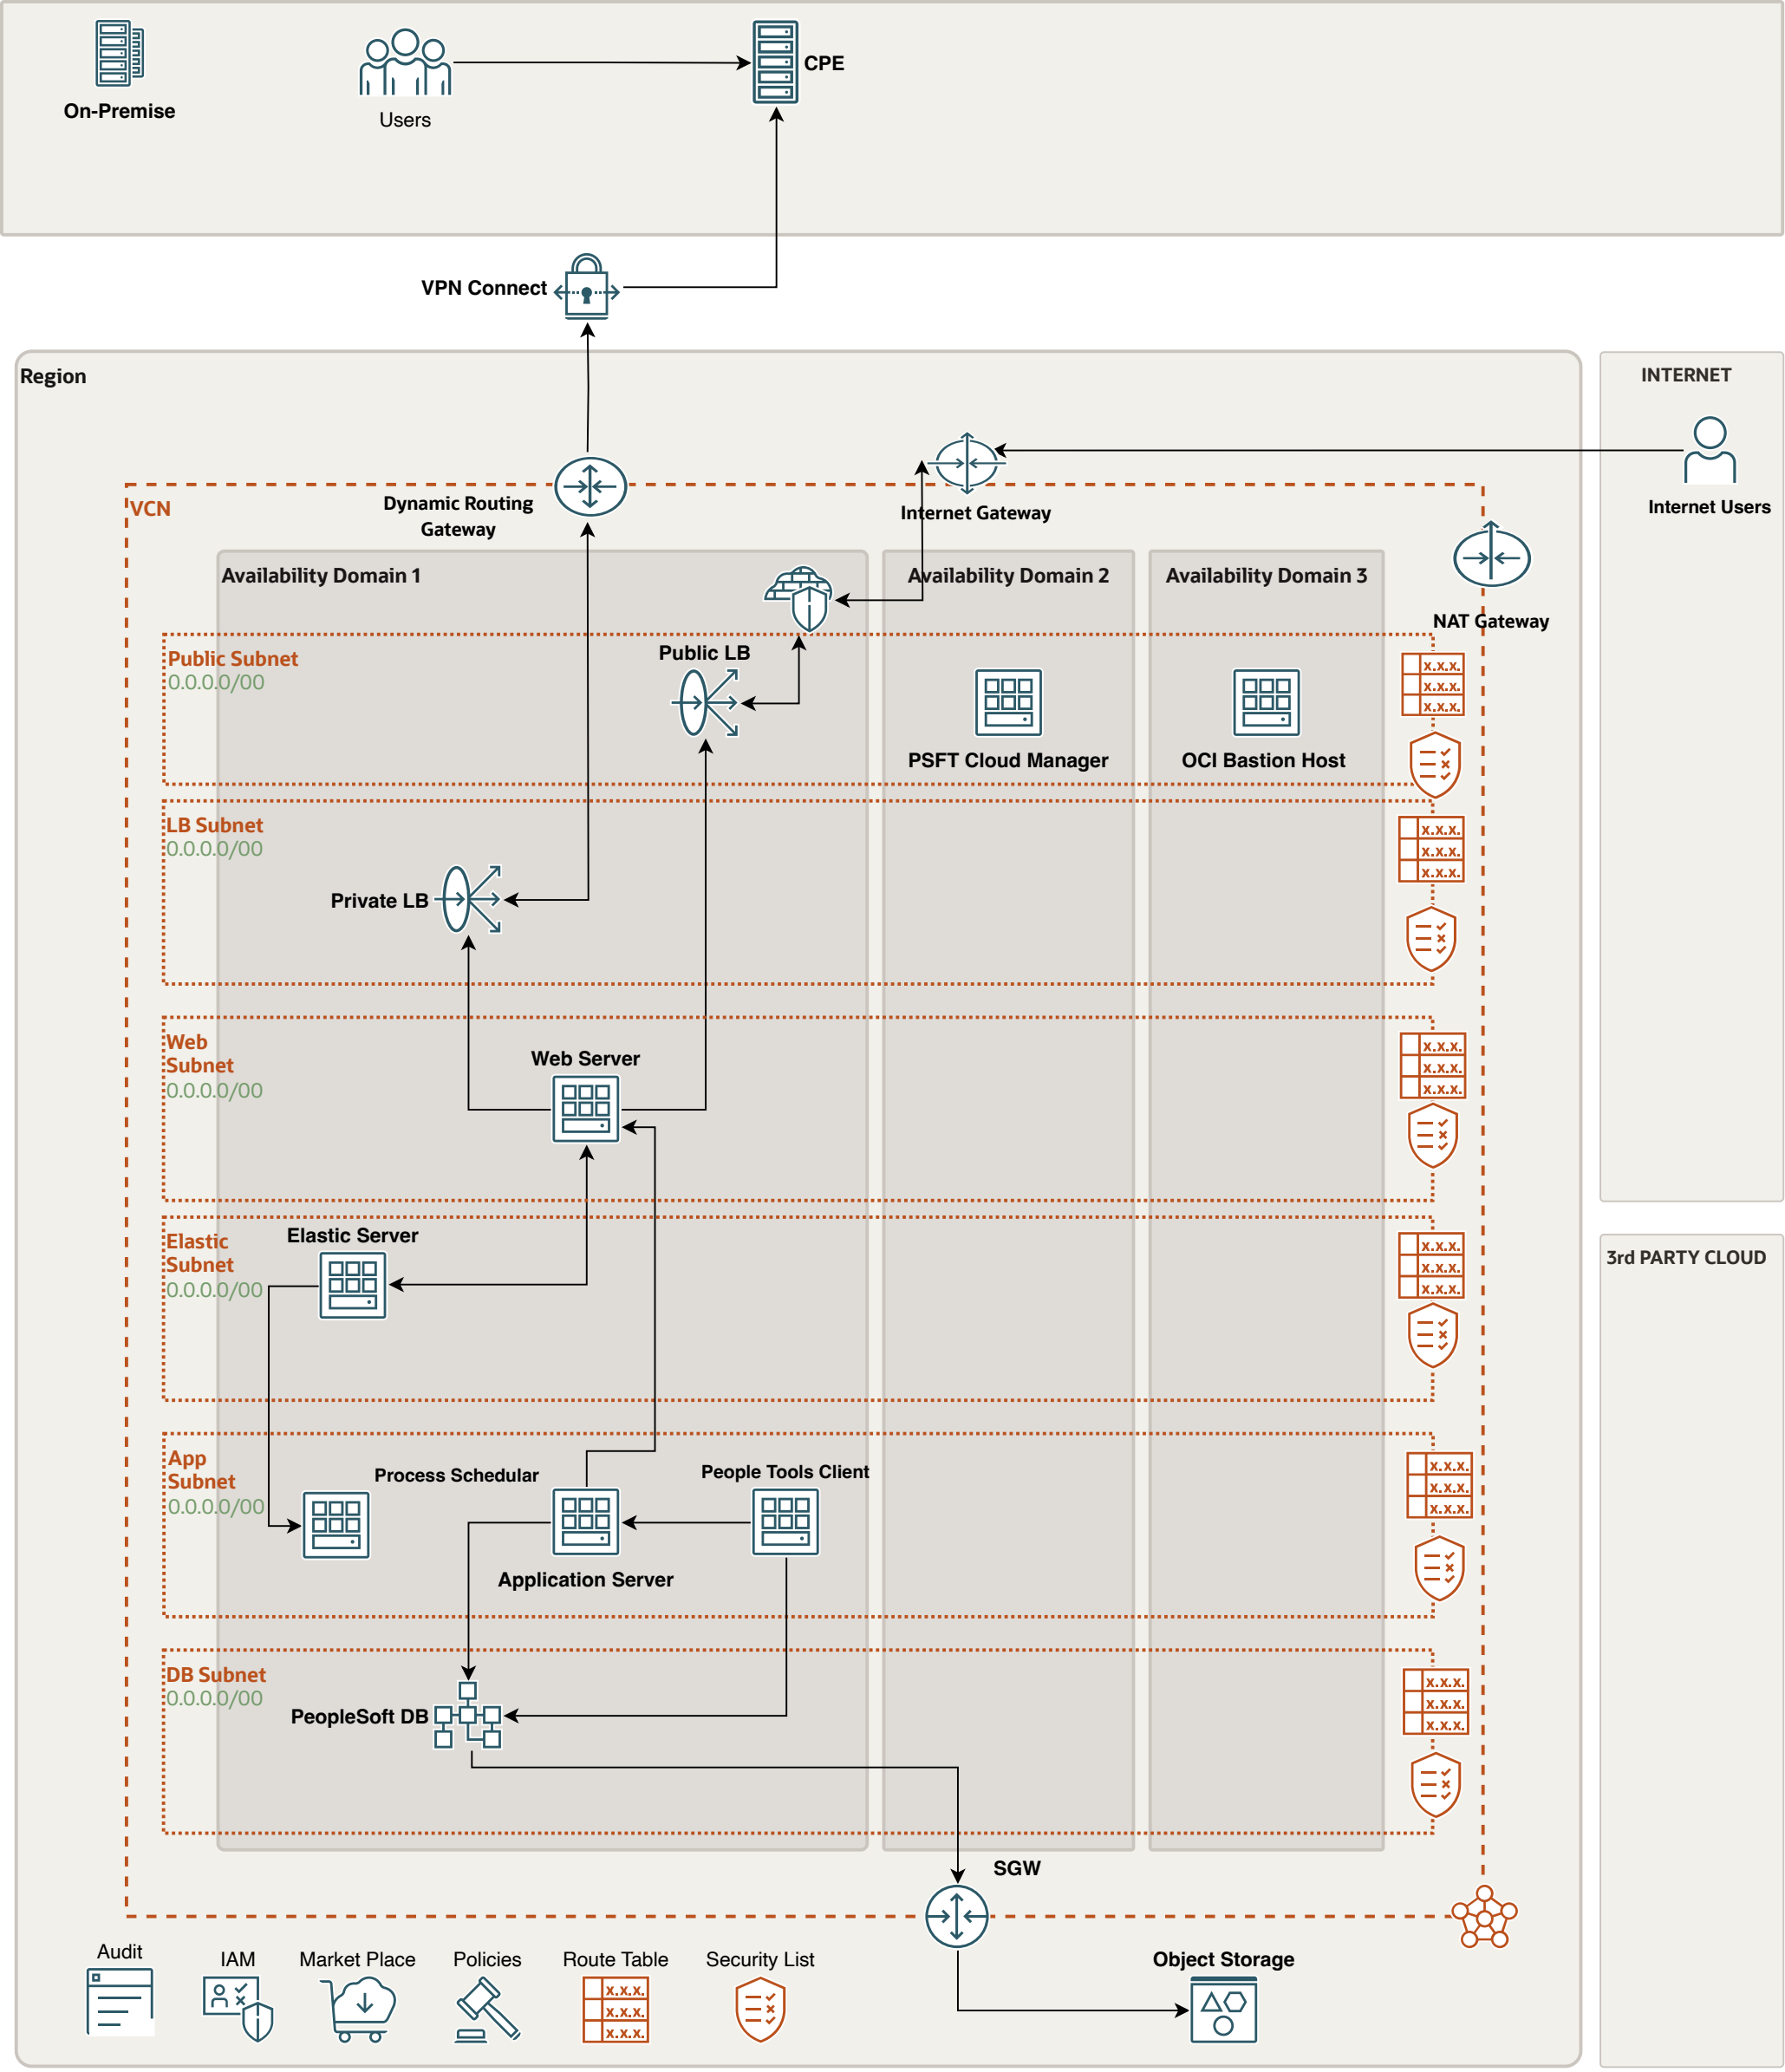 On-Premise
Users
CPE
VPN Connect
Region
INTERNET
Internet Users
VCN
Dynamic Routing
Gateway
Internet Gateway
NAT Gateway
Availability Domain 1
Availability Domain 2
Availability Domain 3
Public Subnet
0.0.0.0/00
Public LB
PSFT Cloud Manager
OCI Bastion Host
x.x.x.
x.x.x.
x.x.x.
LB Subnet
0.0.0.0/00
Private LB
x.x.x.
x.x.x.
x.x.x.
Web
Subnet
0.0.0.0/00
Web Server
x.x.x.
x.x.x.
x.x.x.
Elastic
Subnet
0.0.0.0/00
Elastic Server
x.x.x.
x.x.x.
x.x.x.
3rd PARTY CLOUD
App
Subnet
0.0.0.0/00
Process Schedular
People Tools Client
Application Server
x.x.x.
x.x.x.
x.x.x.
DB Subnet
0.0.0.0/00
PeopleSoft DB
x.x.x.
x.x.x.
x.x.x.
SGW
Audit
IAM
Market Place
Policies
Route Table
x.x.x.
x.x.x.
x.x.x.
Security List
Object Storage